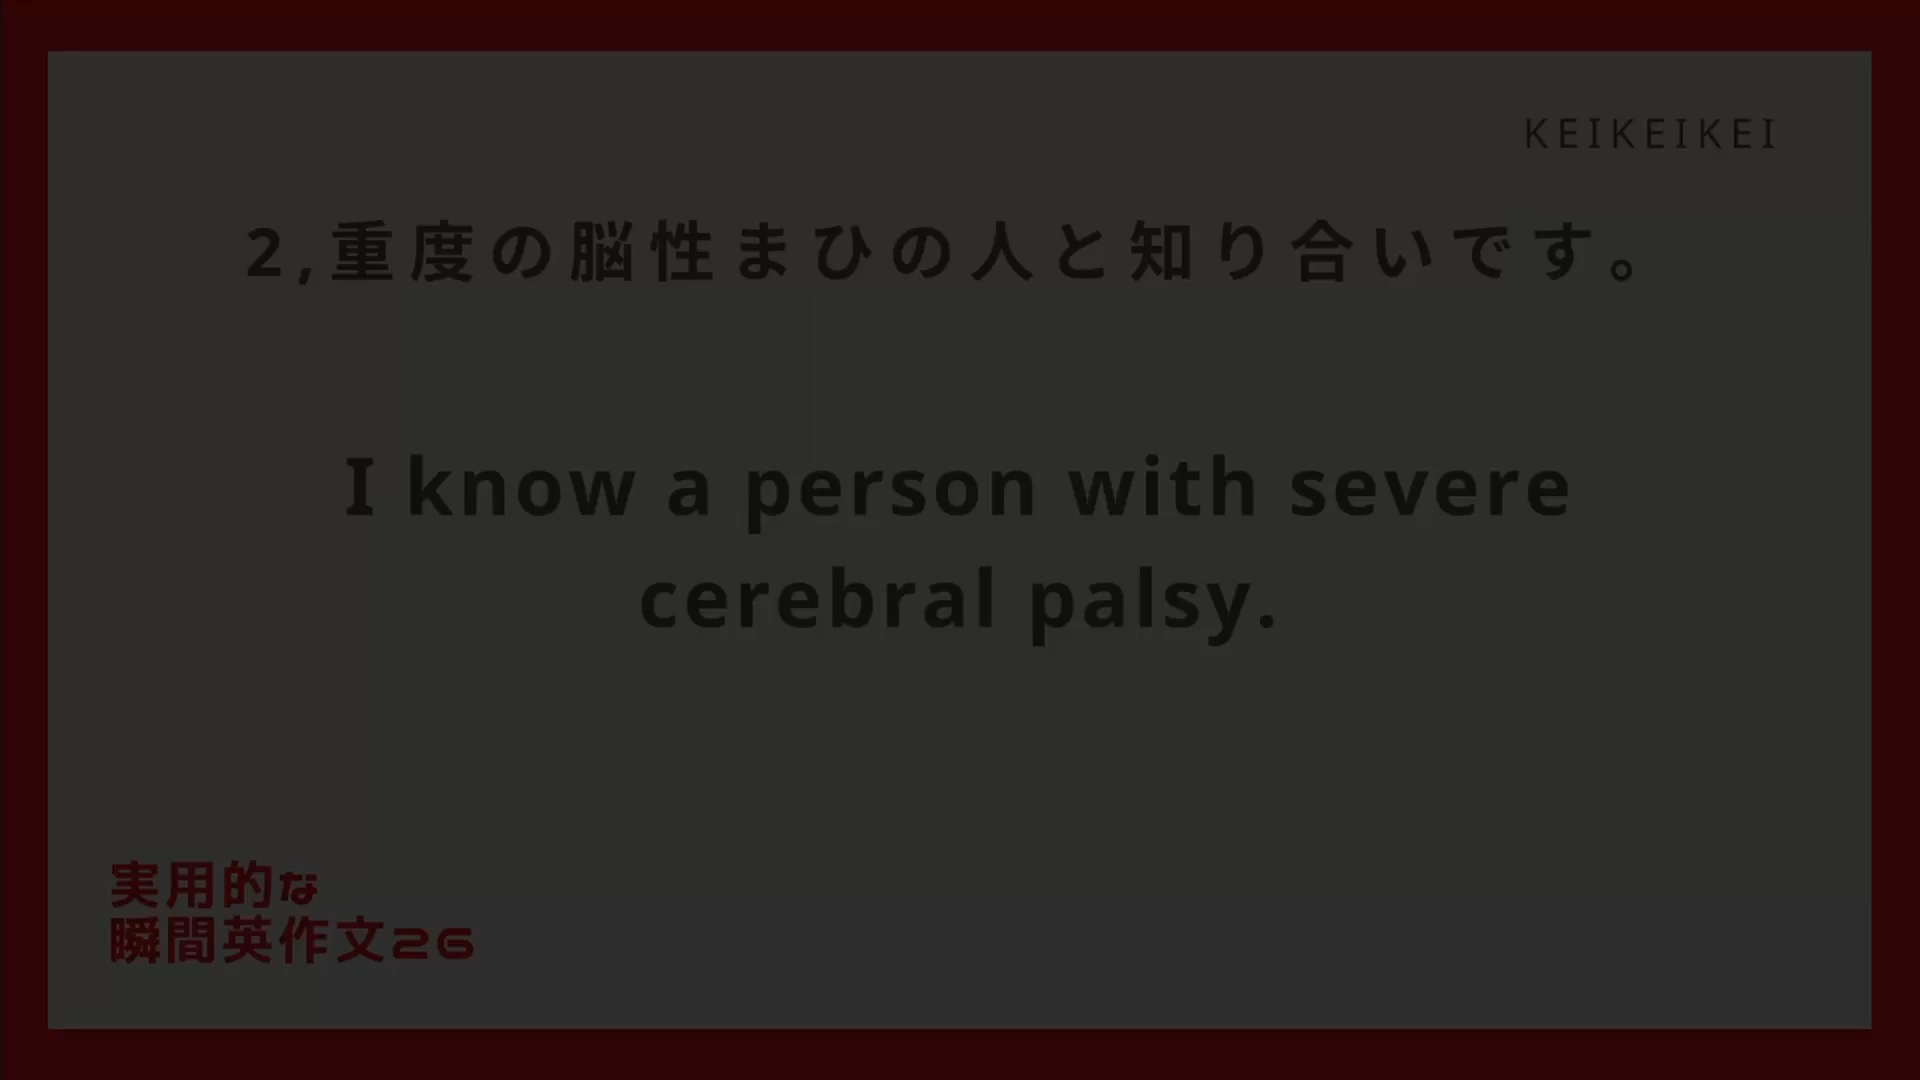 KEIKEIKEI
2,重度の脳性まひの人と知り合いです。
I know a person with severe
cerebral palsy.
実用的な
瞬間英作文26